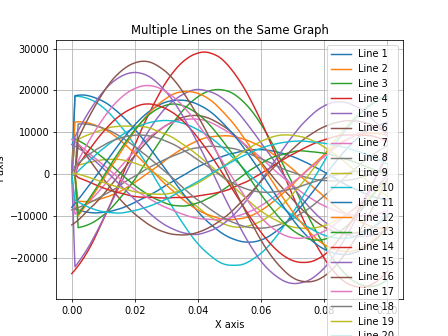 Multiple Lines on the Same Graph
30000
20000
10000
0
−10000
−20000
0.00
0.02
0.04
0.06
X axis
Line 1
Line 2
Line 3
Line 4
Line 5
Line 6
Line 7
Line 8
Line 9
Line 10
Line 11
Line 12
Line 13
Line 14
Line 15
Line 16
Line 17
Line 18
Line 19